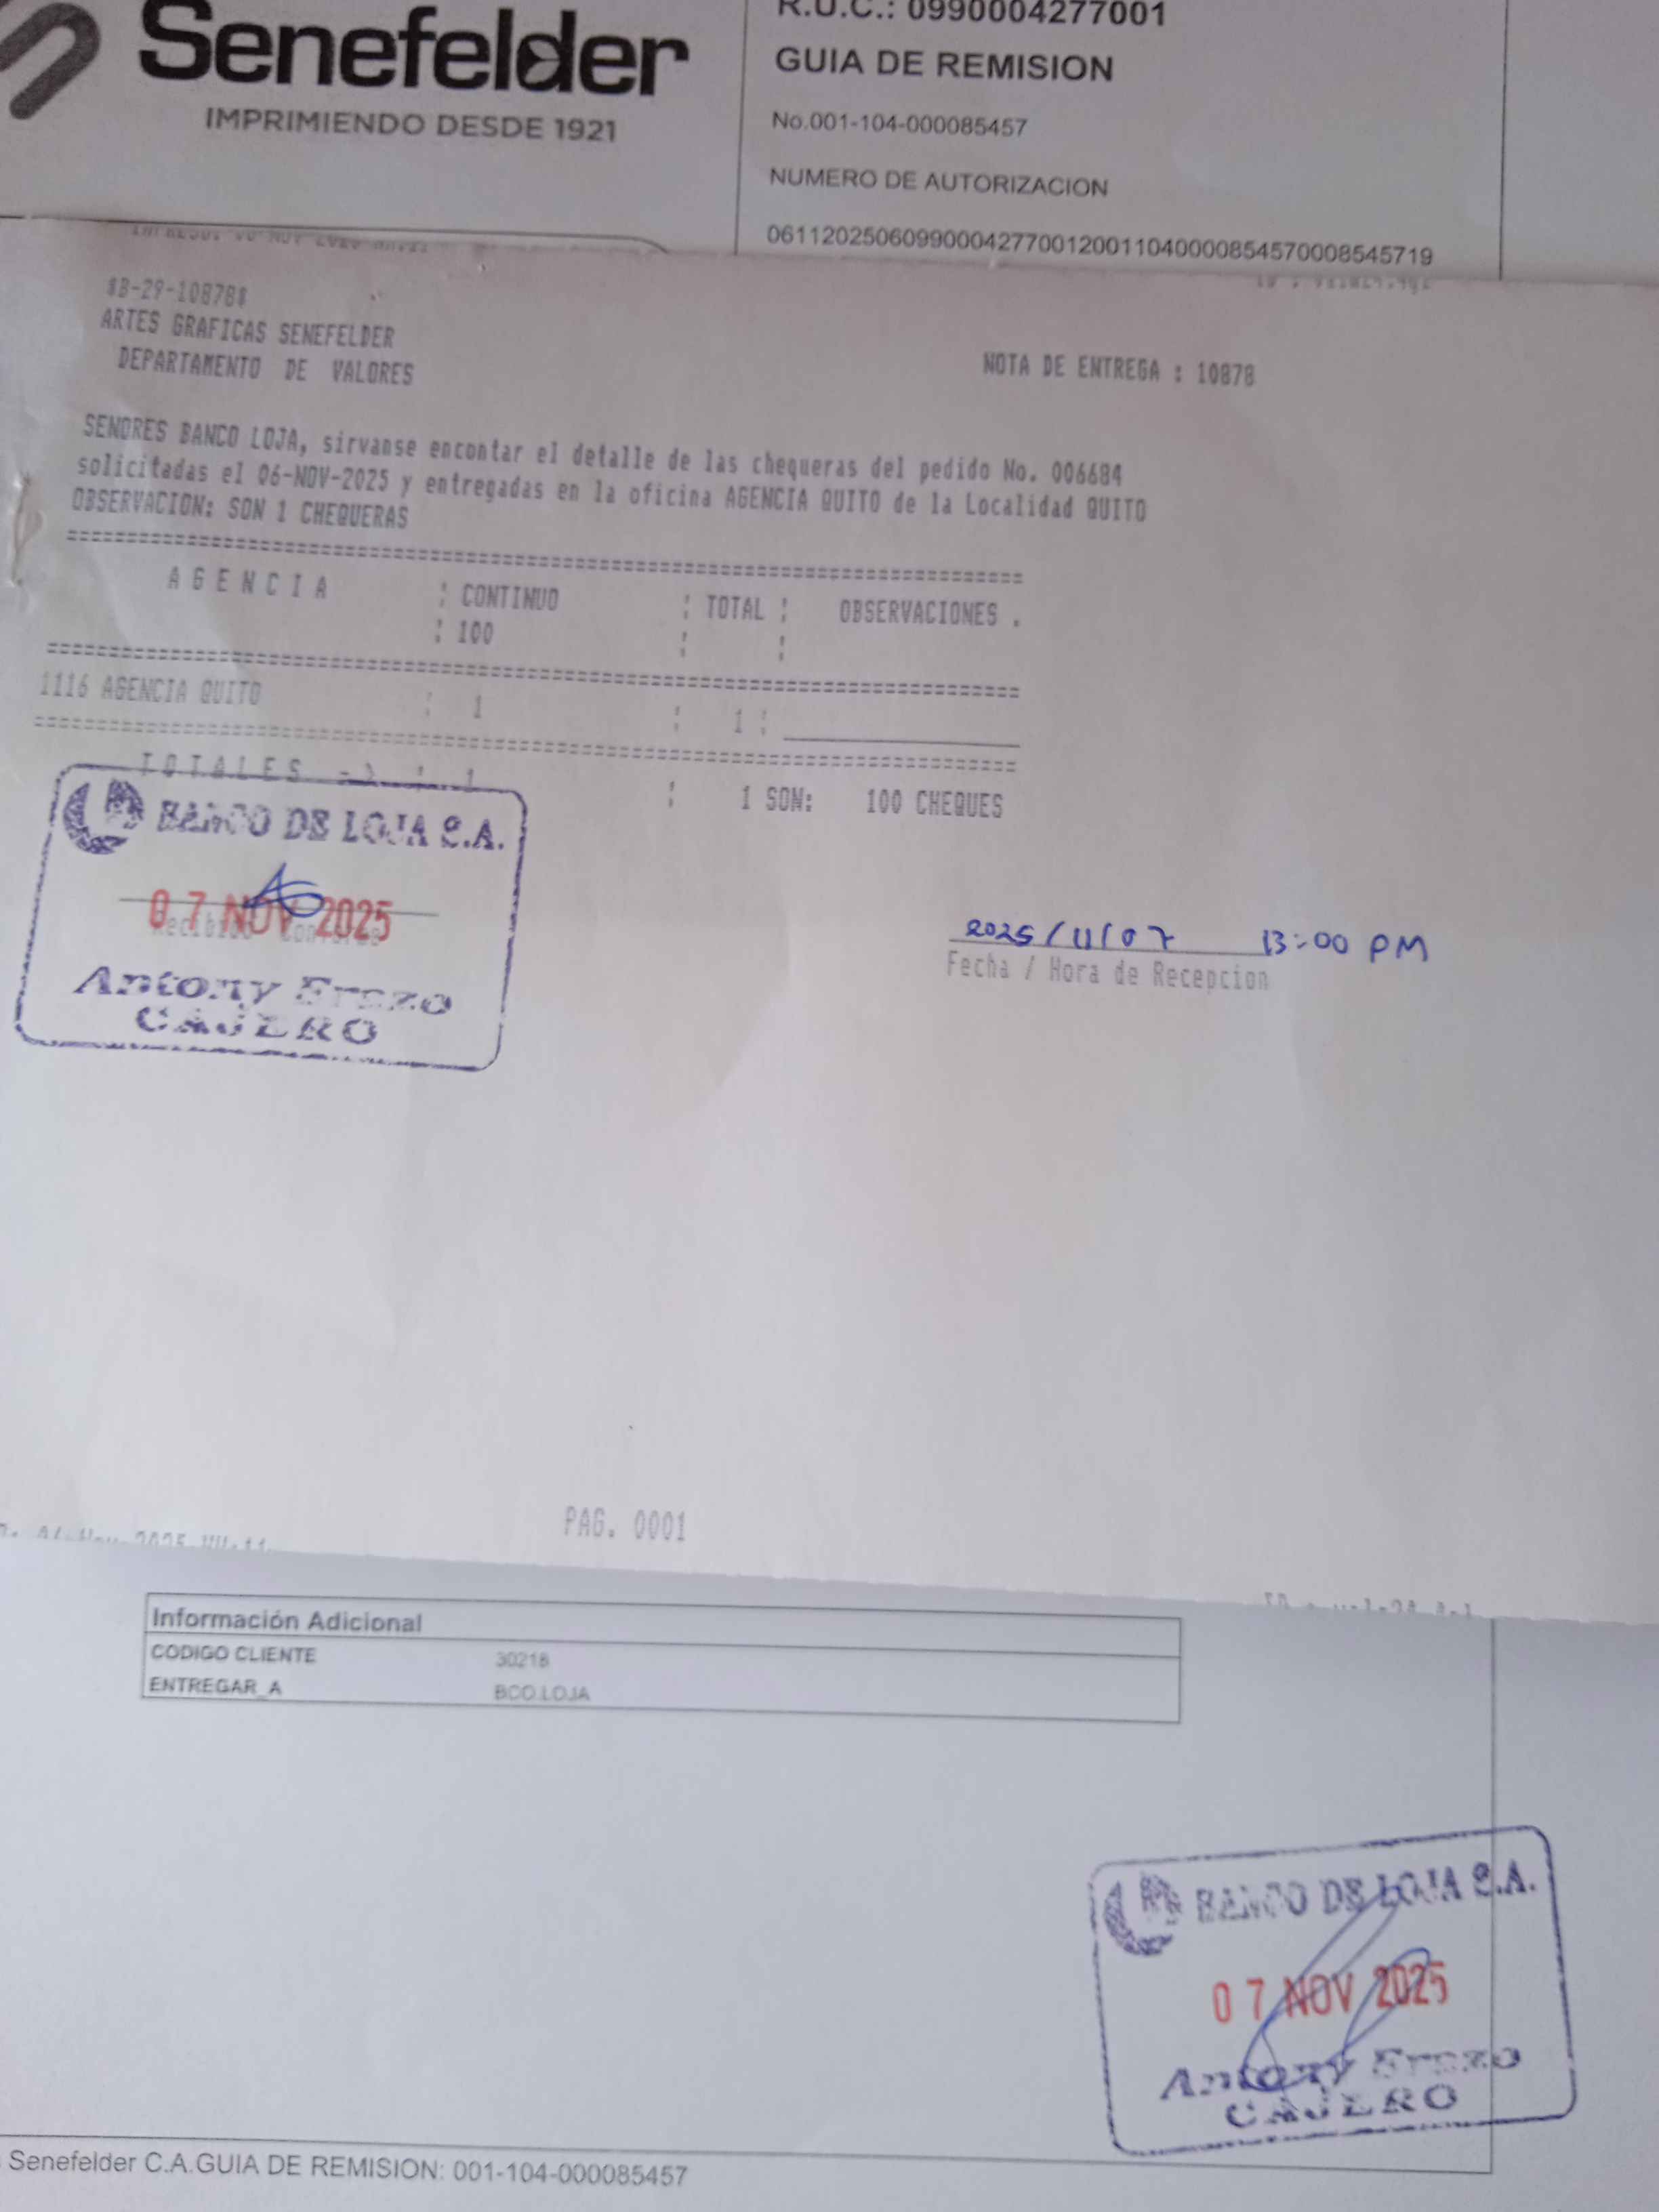 Senefelder
IMPRIMIENDO DESDE 1921
R.U.C.: 0990004277001
GUIA DE REMISION
No.001-104-000085457
NUMERO DE AUTORIZACION
0611202506099000427700120011040000854570008545719
$B-29-10878$
ARTES GRAFICAS SENEFELDER
DEPARTAMENTO DE VALORES
NOTA DE ENTREGA : 10878
SENORES BANCO LOJA, sirvanse encontar el detalle de las chequeras del pedido No. 006684
solicitadas el 06-NOV-2025 y entregadas en la oficina AGENCIA QUITO de la Localidad QUITO
OBSERVACION: SON 1 CHEQUERAS
A G E N C I A : CONTINUO : TOTAL : OBSERVACIONES .
: 100 : :
1116 AGENCIA QUITO : 1 : 1 :
T O T A L E S -> : 1 : 1 SON: 100 CHEQUES
BANCO DE LOJA S.A.
07 NOV 2025
Recibido Conforme
Antony Erazo
CAJERO
2025/11/07 13:00 PM
Fecha / Hora de Recepcion
PAG. 0001
Información Adicional
CODIGO CLIENTE 30218
ENTREGAR_A BCO.LOJA
BANCO DE LOJA S.A.
07 NOV 2025
Antony Erazo
CAJERO
Senefelder C.A.GUIA DE REMISION: 001-104-000085457